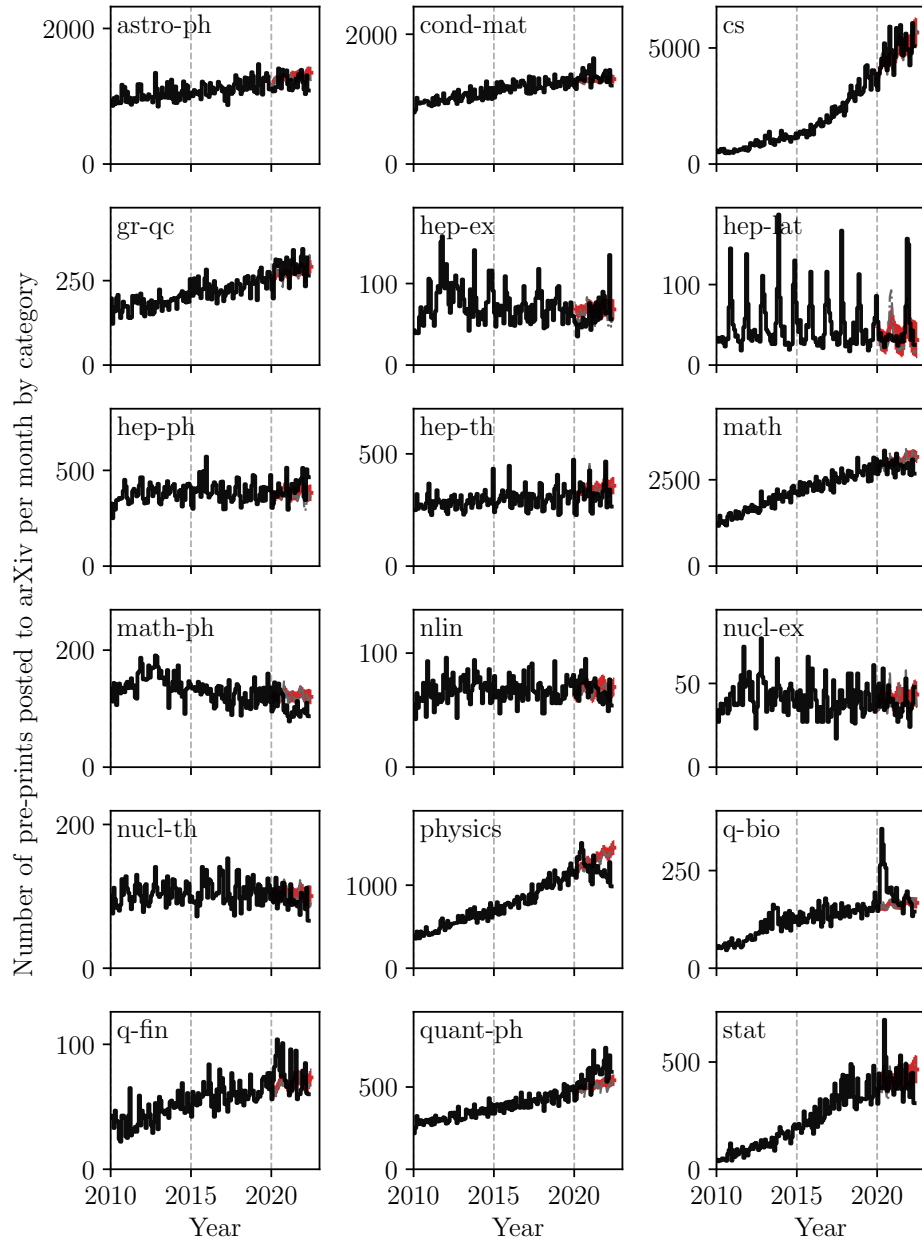 Number of pre-prints posted to arXiv per month by category
astro-ph
2000
0
cond-mat
2000
0
cs
5000
0
gr-qc
250
0
hep-ex
100
0
hep-lat
100
0
hep-ph
500
0
hep-th
500
0
math
2500
0
math-ph
200
0
nlin
100
0
nucl-ex
50
0
nucl-th
200
0
physics
1000
0
q-bio
250
0
q-fin
100
0
2010 2015 2020
Year
quant-ph
500
0
2010 2015 2020
Year
stat
500
0
2010 2015 2020
Year